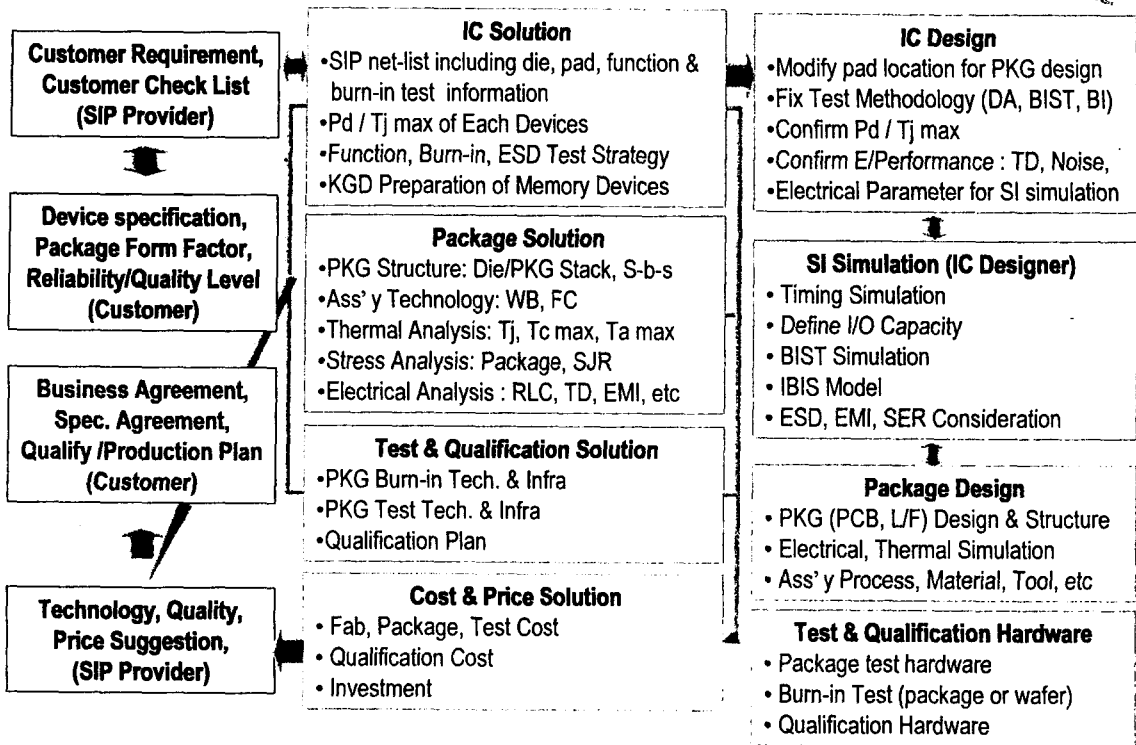 Customer Requirement,
Customer Check List
(SIP Provider)
Device specification,
Package Form Factor,
Reliability/Quality Level
(Customer)
Business Agreement,
Spec. Agreement,
Qualify /Production Plan
(Customer)
Technology, Quality,
Price Suggestion,
(SIP Provider)
IC Solution
•SIP net-list including die, pad, function &
burn-in test information
•Pd / Tj max of Each Devices
•Function, Burn-in, ESD Test Strategy
•KGD Preparation of Memory Devices
Package Solution
•PKG Structure: Die/PKG Stack, S-b-s
•Ass' y Technology: WB, FC
•Thermal Analysis: Tj, Tc max, Ta max
•Stress Analysis: Package, SJR
•Electrical Analysis : RLC, TD, EMI, etc
Test & Qualification Solution
•PKG Burn-in Tech. & Infra
•PKG Test Tech. & Infra
•Qualification Plan
Cost & Price Solution
• Fab, Package, Test Cost
• Qualification Cost
• Investment
IC Design
•Modify pad location for PKG design
•Fix Test Methodology (DA, BIST, BI)
•Confirm Pd / Tj max
•Confirm E/Performance : TD, Noise,
•Electrical Parameter for SI simulation
SI Simulation (IC Designer)
• Timing Simulation
• Define I/O Capacity
• BIST Simulation
• IBIS Model
• ESD, EMI, SER Consideration
Package Design
• PKG (PCB, L/F) Design & Structure
• Electrical, Thermal Simulation
• Ass' y Process, Material, Tool, etc
Test & Qualification Hardware
• Package test hardware
• Burn-in Test (package or wafer)
• Qualification Hardware